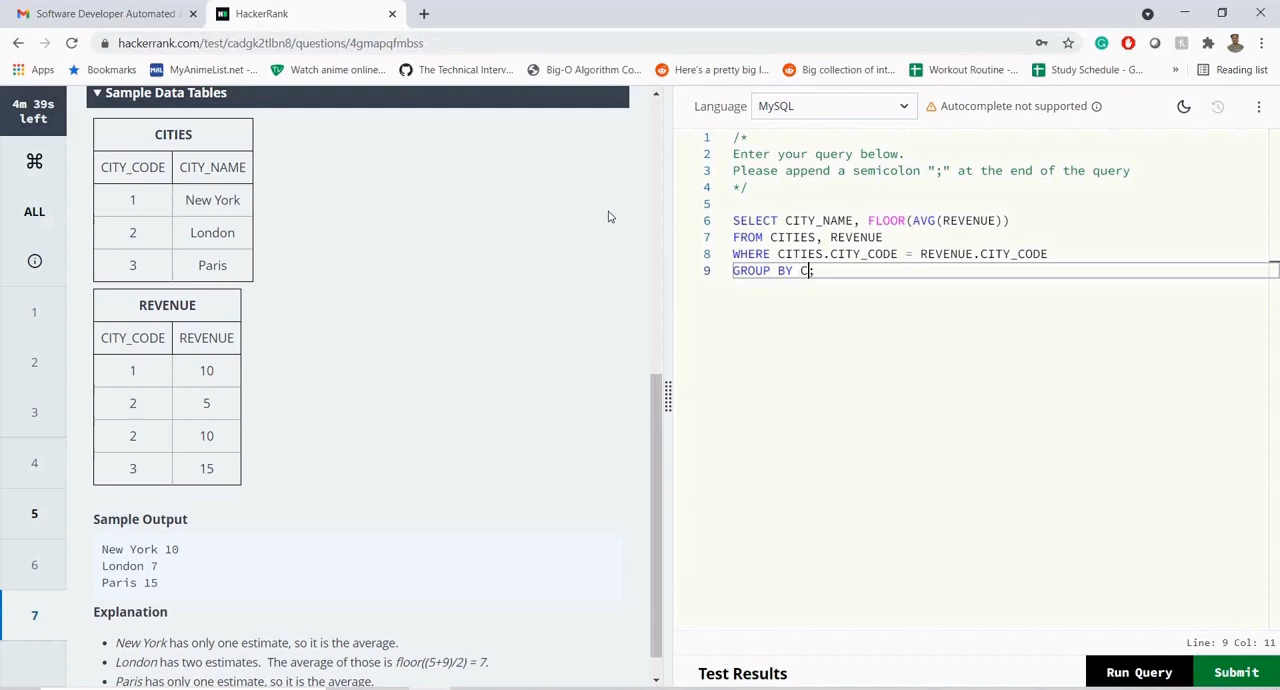 Software Developer Automated
HackerRank
hackerrank.com/test/cadgk2tlbn8/questions/4gmapqfmbss
Apps Bookmarks MyAnimeList.net -... Watch anime online... The Technical Interv... Big-O Algorithm Co... Here's a pretty big l... Big collection of int... Workout Routine -... Study Schedule - G... » Reading list
4m 39s
left
ALL
1
2
3
4
5
6
7
Sample Data Tables
CITIES
CITY_CODE CITY_NAME
1 New York
2 London
3 Paris
REVENUE
CITY_CODE REVENUE
1 10
2 5
2 10
3 15
Sample Output
New York 10
London 7
Paris 15
Explanation
• New York has only one estimate, so it is the average.
• London has two estimates. The average of those is floor((5+9)/2) = 7.
• Paris has only one estimate, so it is the average.
Language MySQL Autocomplete not supported
1 /*
2 Enter your query below.
3 Please append a semicolon ";" at the end of the query
4 */
5
6 SELECT CITY_NAME, FLOOR(AVG(REVENUE))
7 FROM CITIES, REVENUE
8 WHERE CITIES.CITY_CODE = REVENUE.CITY_CODE
9 GROUP BY C;
Line: 9 Col: 11
Test Results Run Query Submit